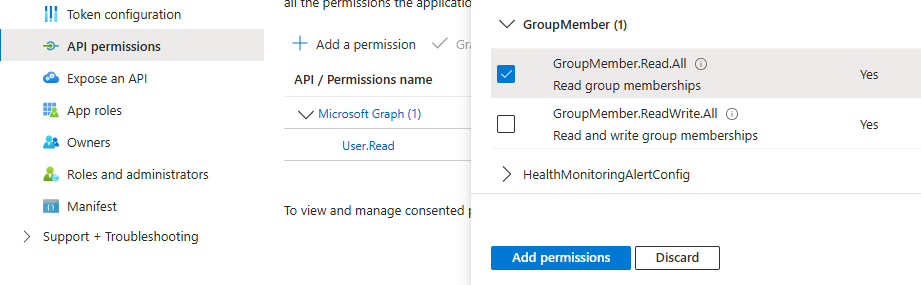 Token configuration
API permissions
Expose an API
App roles
Owners
Roles and administrators
Manifest
Support + Troubleshooting
all the permissions the applicatio
Add a permission
Gra
API / Permissions name
Microsoft Graph (1)
User.Read
To view and manage consented p
GroupMember (1)
GroupMember.Read.All
Read group memberships
Yes
GroupMember.ReadWrite.All
Read and write group memberships
Yes
HealthMonitoringAlertConfig
Add permissions
Discard